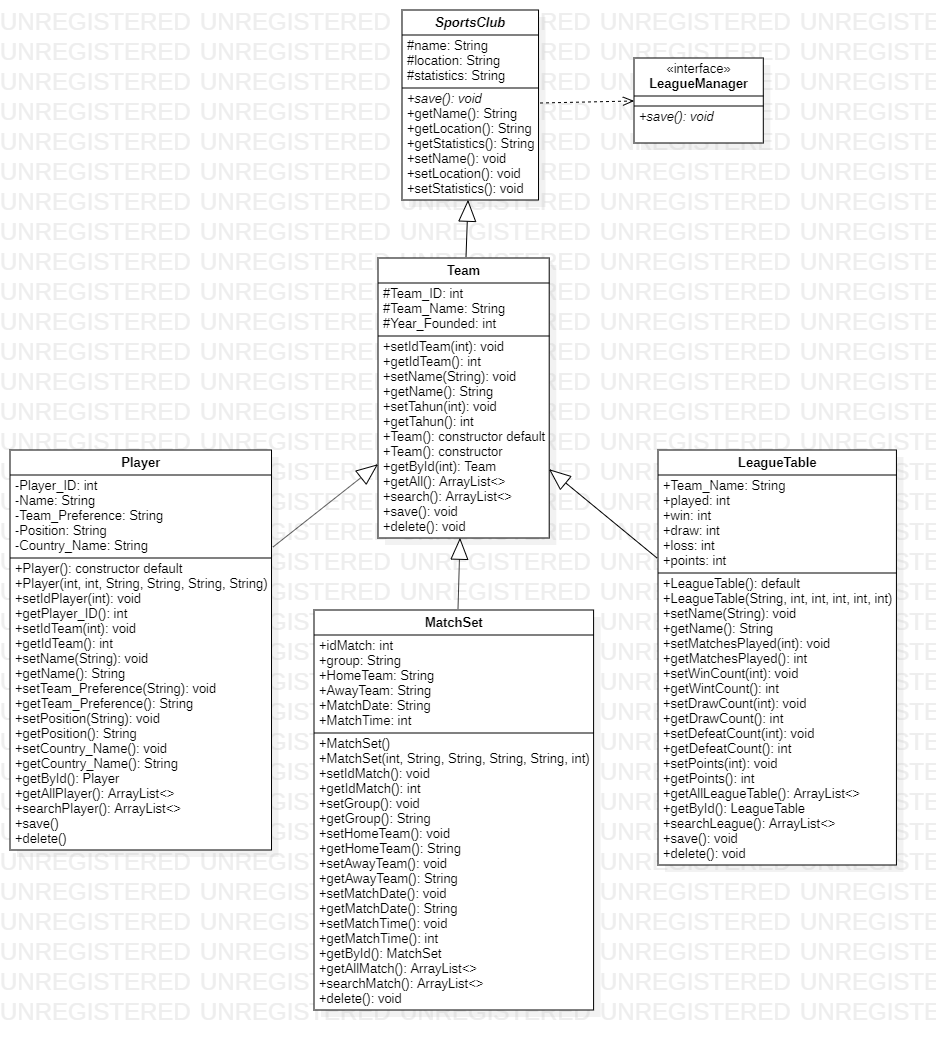 SportsClub
#name: String
#location: String
#statistics: String
+save(): void
+getName(): String
+getLocation(): String
+getStatistics(): String
+setName(): void
+setLocation(): void
+setStatistics(): void
«interface»
LeagueManager
+save(): void
Team
#Team_ID: int
#Team_Name: String
#Year_Founded: int
+setIdTeam(int): void
+getIdTeam(): int
+setName(String): void
+getName(): String
+setTahun(int): void
+getTahun(): int
+Team(): constructor default
+Team(): constructor
+getById(int): Team
+getAll(): ArrayList<>
+search(): ArrayList<>
+save(): void
+delete(): void
Player
-Player_ID: int
-Name: String
-Team_Preference: String
-Position: String
-Country_Name: String
+Player(): constructor default
+Player(int, int, String, String, String, String)
+setIdPlayer(int): void
+getPlayer_ID(): int
+setIdTeam(int): void
+getIdTeam(): int
+setName(String): void
+getName(): String
+setTeam_Preference(String): void
+getTeam_Preference(): String
+setPosition(String): void
+getPosition(): String
+setCountry_Name(): void
+getCountry_Name(): String
+getById(): Player
+getAllPlayer(): ArrayList<>
+searchPlayer(): ArrayList<>
+save()
+delete()
MatchSet
+idMatch: int
+group: String
+HomeTeam: String
+AwayTeam: String
+MatchDate: String
+MatchTime: int
+MatchSet()
+MatchSet(int, String, String, String, String, int)
+setIdMatch(): void
+getIdMatch(): int
+setGroup(): void
+getGroup(): String
+setHomeTeam(): void
+getHomeTeam(): String
+setAwayTeam(): void
+getAwayTeam(): String
+setMatchDate(): void
+getMatchDate(): String
+setMatchTime(): void
+getMatchTime(): int
+getById(): MatchSet
+getAllMatch(): ArrayList<>
+searchMatch(): ArrayList<>
+delete(): void
LeagueTable
+Team_Name: String
+played: int
+win: int
+draw: int
+loss: int
+points: int
+LeagueTable(): default
+LeagueTable(String, int, int, int, int, int)
+setName(String): void
+getName(): String
+setMatchesPlayed(int): void
+getMatchesPlayed(): int
+setWinCount(int): void
+getWintCount(): int
+setDrawCount(int): void
+getDrawCount(): int
+setDefeatCount(int): void
+getDefeatCount(): int
+setPoints(int): void
+getPoints(): int
+getAllLeagueTable(): ArrayList<>
+getById(): LeagueTable
+searchLeague(): ArrayList<>
+save(): void
+delete(): void
UNREGISTERED